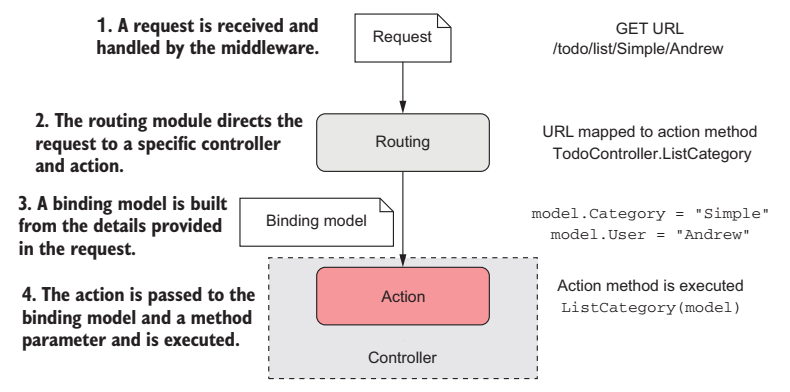 1. A request is received and
handled by the middleware.
Request
GET URL
/todo/list/Simple/Andrew
2. The routing module directs the
request to a specific controller
and action.
Routing
URL mapped to action method
TodoController.ListCategory
3. A binding model is built
from the details provided
in the request.
Binding model
model.Category = "Simple"
model.User = "Andrew"
4. The action is passed to the
binding model and a method
parameter and is executed.
Action
Action method is executed
ListCategory(model)
Controller